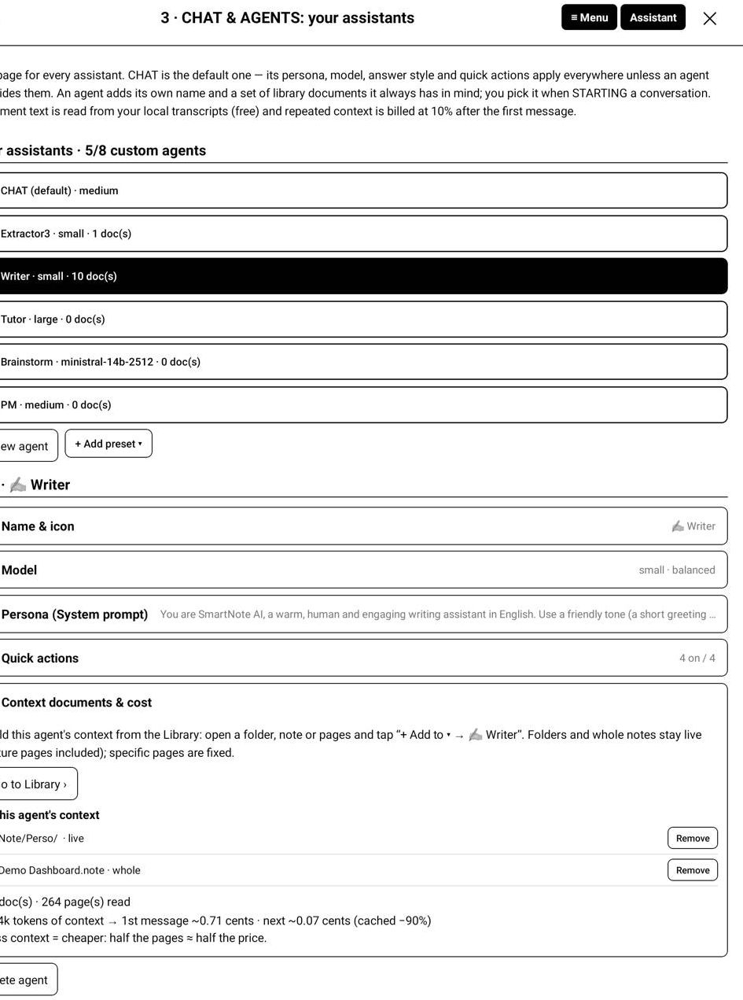 3 · CHAT & AGENTS: your assistants
≡ Menu
Assistant
page for every assistant. CHAT is the default one — its persona, model, answer style and quick actions apply everywhere unless an agent
ides them. An agent adds its own name and a set of library documents it always has in mind; you pick it when STARTING a conversation.
ment text is read from your local transcripts (free) and repeated context is billed at 10% after the first message.
r assistants · 5/8 custom agents
CHAT (default) · medium
Extractor3 · small · 1 doc(s)
Writer · small · 10 doc(s)
Tutor · large · 0 doc(s)
Brainstorm · ministral-14b-2512 · 0 doc(s)
PM · medium · 0 doc(s)
ew agent
+ Add preset ▾
· ✍️ Writer
Name & icon ✍️ Writer
Model small · balanced
Persona (System prompt) You are SmartNote AI, a warm, human and engaging writing assistant in English. Use a friendly tone (a short greeting ...
Quick actions 4 on / 4
Context documents & cost
ld this agent's context from the Library: open a folder, note or pages and tap “+ Add to ▾ → ✍️ Writer”. Folders and whole notes stay live
ture pages included); specific pages are fixed.
o to Library ›
his agent's context
Note/Perso/ · live Remove
Demo Dashboard.note · whole Remove
doc(s) · 264 page(s) read
4k tokens of context → 1st message ~0.71 cents · next ~0.07 cents (cached −90%)
ss context = cheaper: half the pages ≈ half the price.
ete agent